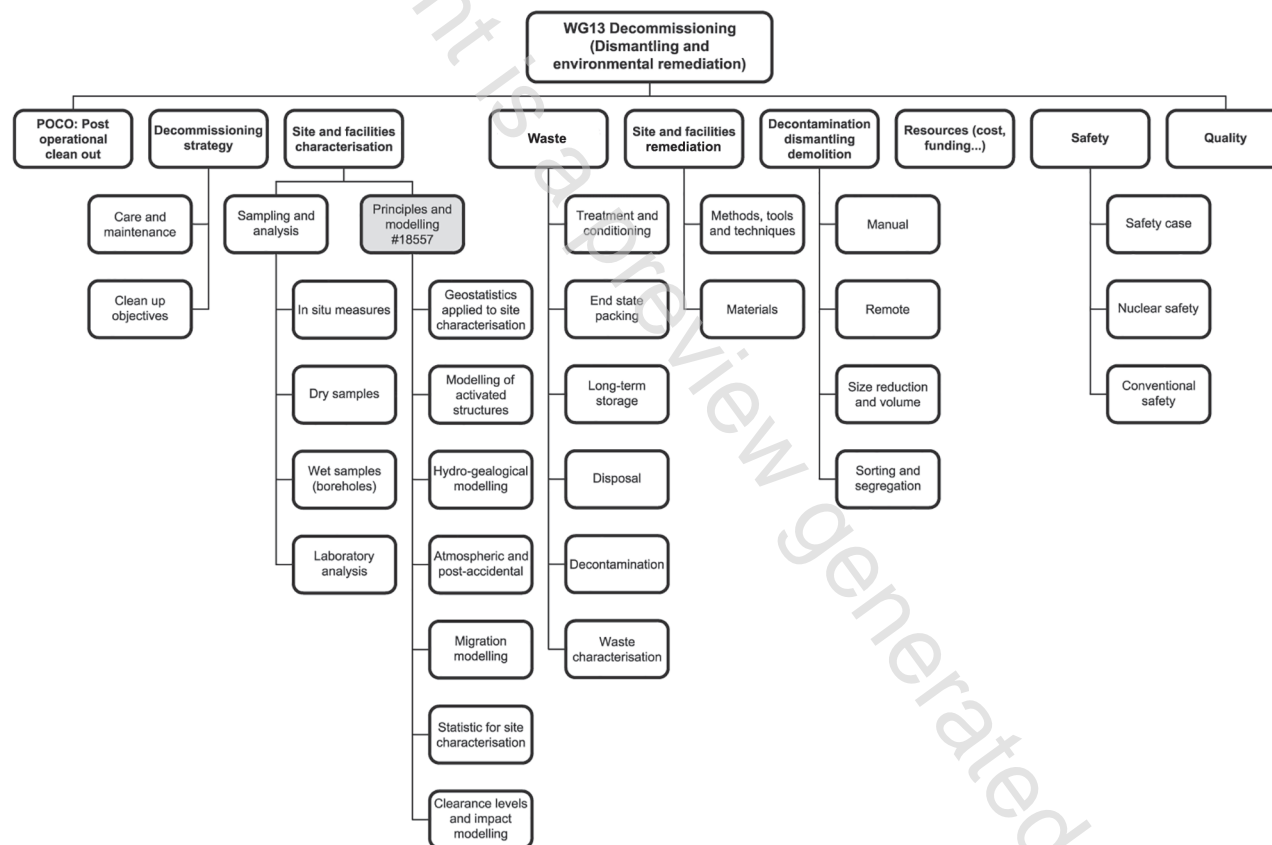 WG13 Decommissioning
(Dismantling and
environmental remediation)
POCO: Post
operational
clean out
Decommissioning
strategy
Site and facilities
characterisation
Waste
Site and facilities
remediation
Decontamination
dismantling
demolition
Resources (cost,
funding...)
Safety
Quality
Care and
maintenance
Clean up
objectives
Sampling and
analysis
In situ measures
Dry samples
Wet samples
(boreholes)
Laboratory
analysis
Principles and
modelling
#18557
Geostatistics
applied to site
characterisation
Modelling of
activated
structures
Hydro-gealogical
modelling
Atmospheric and
post-accidental
Migration
modelling
Statistic for site
characterisation
Clearance levels
and impact
modelling
Treatment and
conditioning
End state
packing
Long-term
storage
Disposal
Decontamination
Waste
characterisation
Methods, tools
and techniques
Materials
Manual
Remote
Size reduction
and volume
Sorting and
segregation
Safety case
Nuclear safety
Conventional
safety
is a preview generated